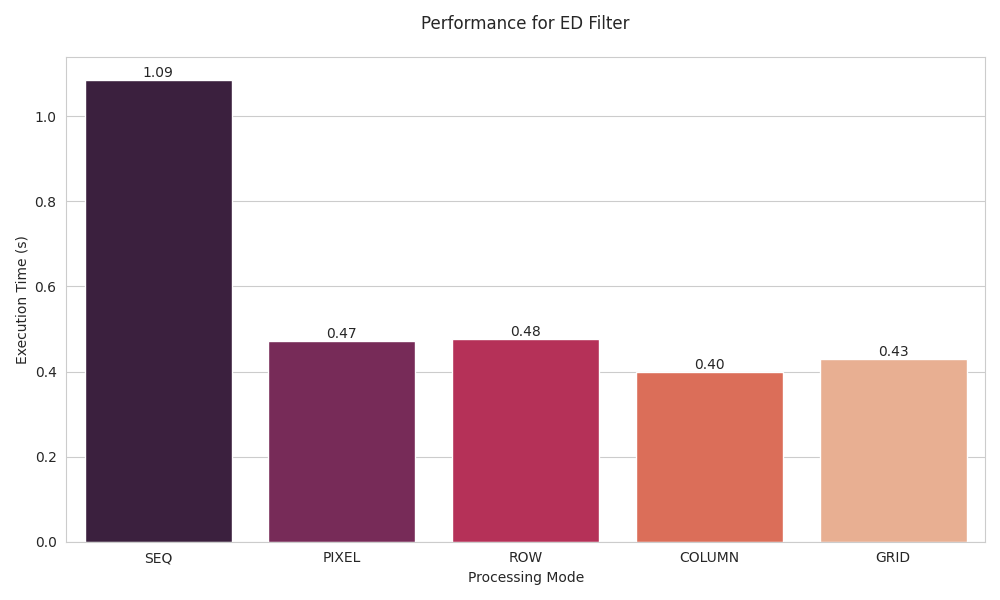 Performance for ED Filter
Execution Time (s)
1.0
0.8
0.6
0.4
0.2
0.0
1.09
0.47
0.48
0.40
0.43
SEQ PIXEL ROW COLUMN GRID
Processing Mode